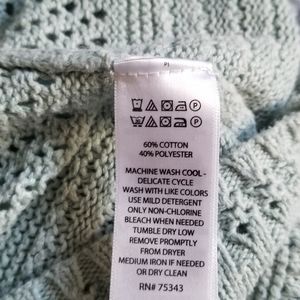 60% COTTON
40% POLYESTER
MACHINE WASH COOL -
DELICATE CYCLE
WASH WITH LIKE COLORS
USE MILD DETERGENT
ONLY NON-CHLORINE
BLEACH WHEN NEEDED
TUMBLE DRY LOW
REMOVE PROMPTLY
FROM DRYER
MEDIUM IRON IF NEEDED
OR DRY CLEAN
RN# 75343